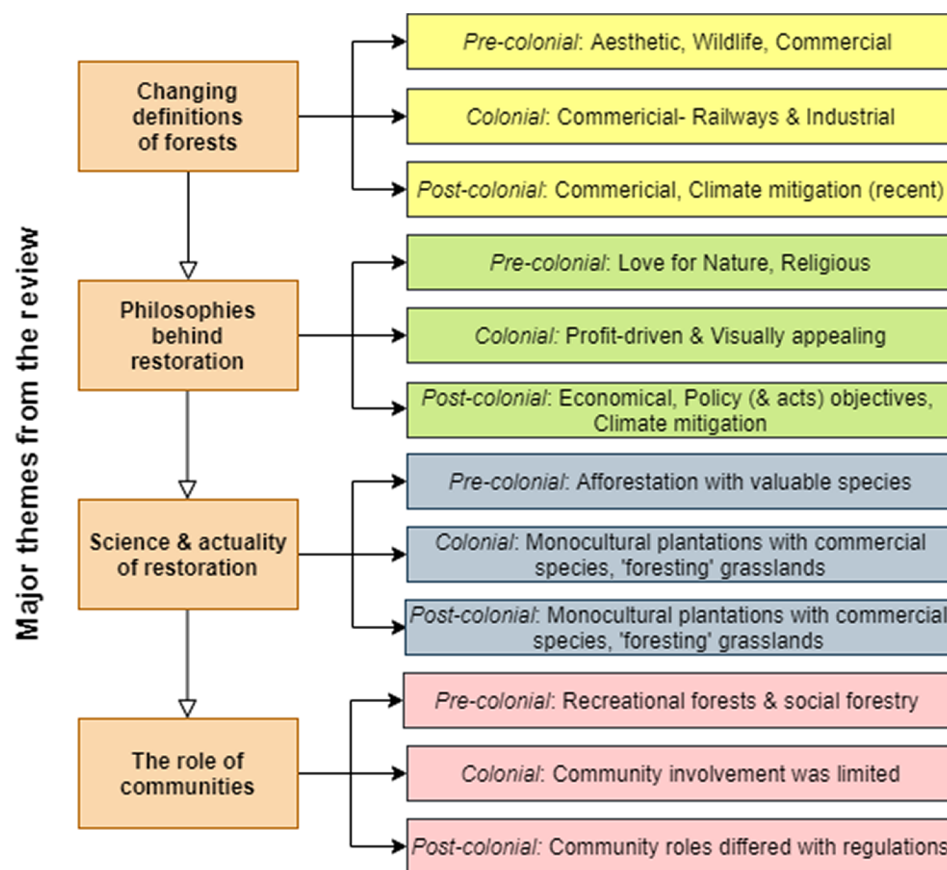 Major themes from the review
Changing
definitions
of forests
Pre-colonial: Aesthetic, Wildlife, Commercial
Colonial: Commericial- Railways & Industrial
Post-colonial: Commericial, Climate mitigation (recent)
Philosophies
behind
restoration
Pre-colonial: Love for Nature, Religious
Colonial: Profit-driven & Visually appealing
Post-colonial: Economical, Policy (& acts) objectives,
Climate mitigation
Science & actuality
of restoration
Pre-colonial: Afforestation with valuable species
Colonial: Monocultural plantations with commercial
species, 'foresting' grasslands
Post-colonial: Monocultural plantations with commercial
species, 'foresting' grasslands
The role of
communities
Pre-colonial: Recreational forests & social forestry
Colonial: Community involvement was limited
Post-colonial: Community roles differed with regulations